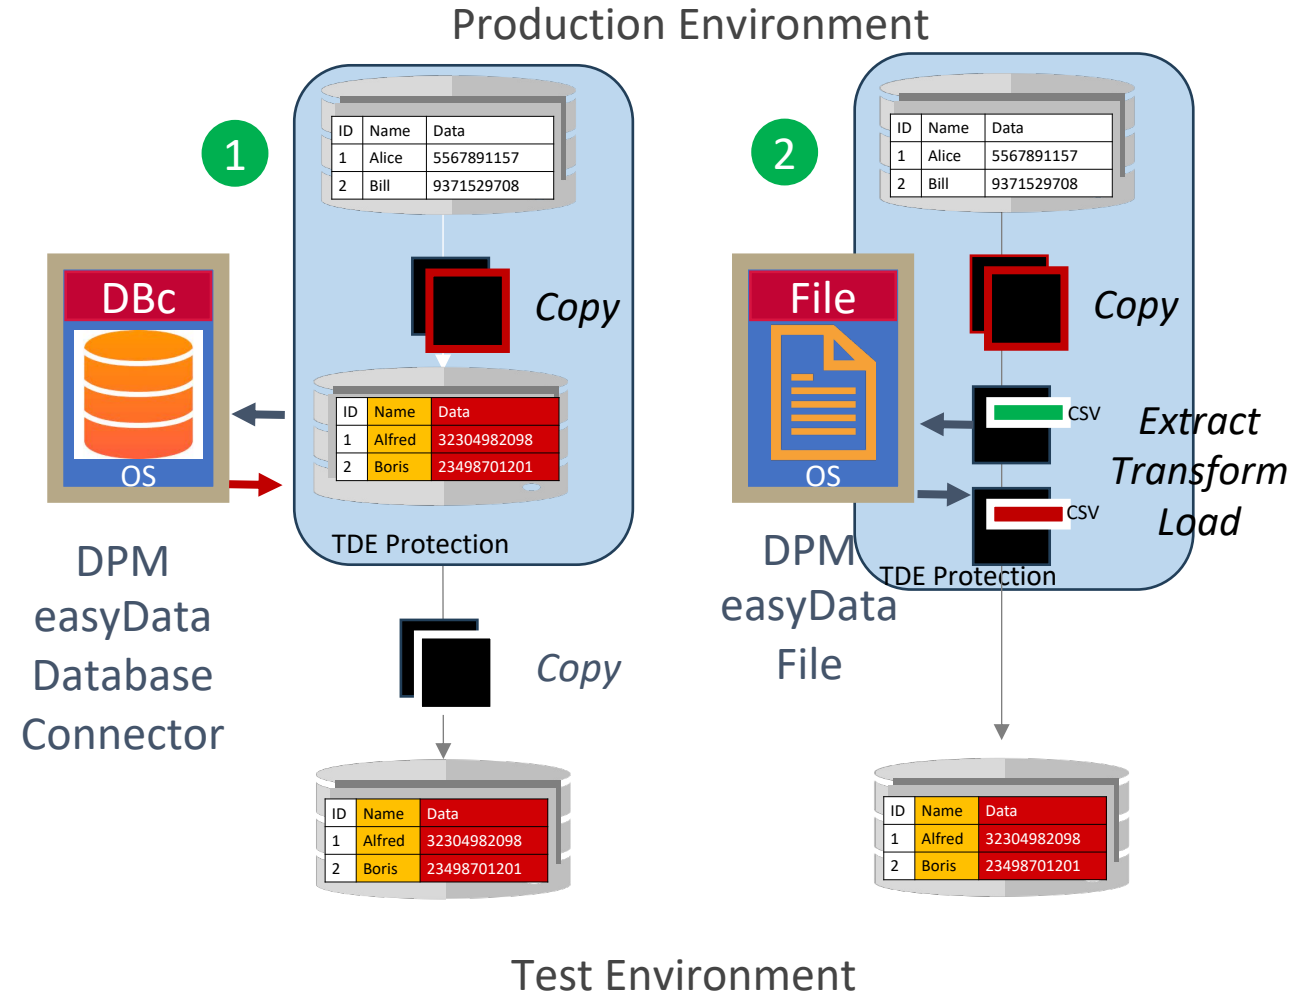 Production Environment
1
ID Name Data
1 Alice 5567891157
2 Bill 9371529708
Copy
DBc
OS
ID Name Data
1 Alfred 32304982098
2 Boris 23498701201
TDE Protection
DPM
easyData
Database
Connector
Copy
ID Name Data
1 Alfred 32304982098
2 Boris 23498701201
2
ID Name Data
1 Alice 5567891157
2 Bill 9371529708
Copy
File
OS
CSV
CSV
Extract
Transform
Load
TDE Protection
DPM
easyData
File
ID Name Data
1 Alfred 32304982098
2 Boris 23498701201
Test Environment